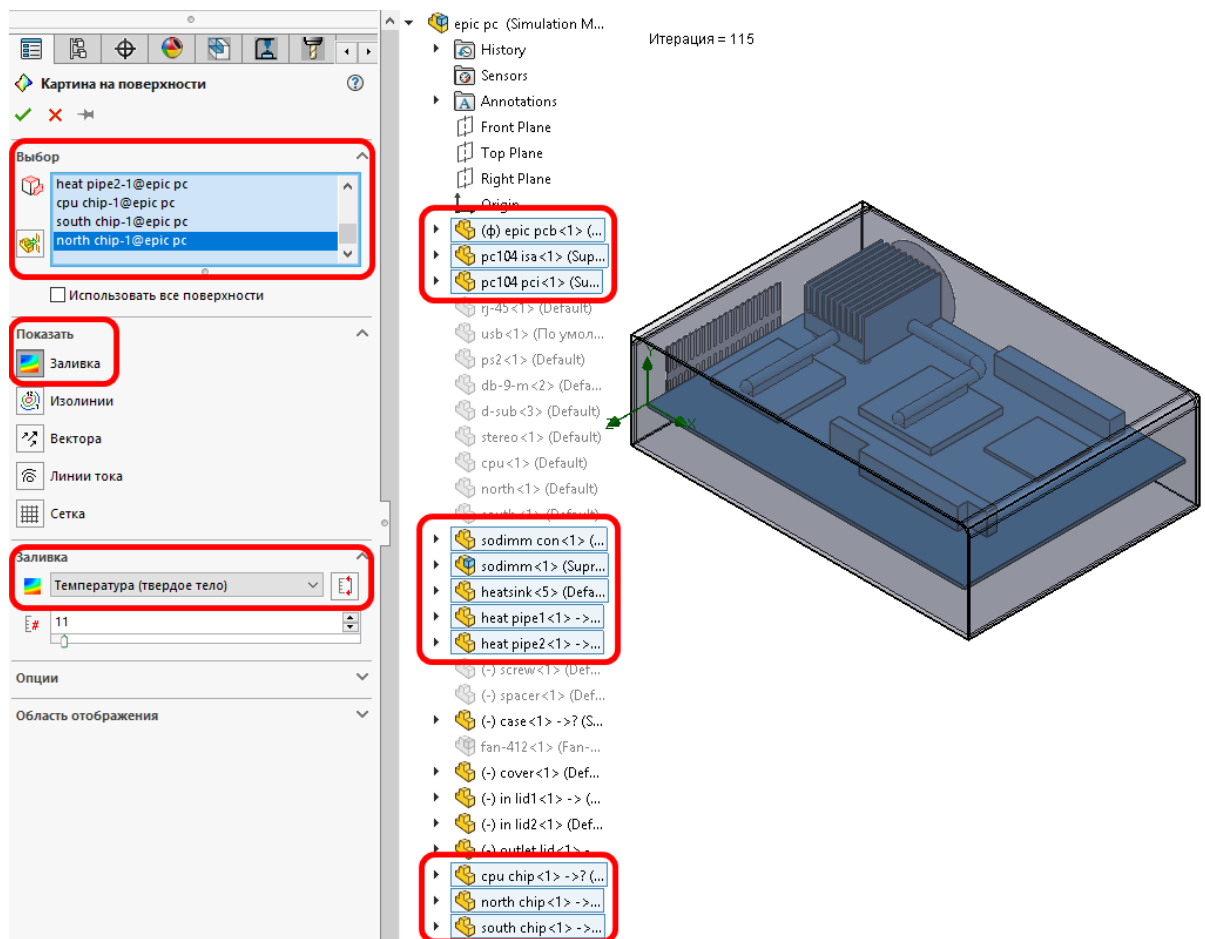 Картина на поверхности
Выбор
heat pipe2-1@epic pc
cpu chip-1@epic pc
south chip-1@epic pc
north chip-1@epic pc
Использовать все поверхности
Показать
Заливка
Изолинии
Вектора
Линии тока
Сетка
Заливка
Температура (твердое тело)
11
Опции
Область отображения
epic pc (Simulation M...
History
Sensors
Annotations
Front Plane
Top Plane
Right Plane
Origin
(ф) epic pcb<1> (...
pc104 isa<1> (Sup...
pc104 pci<1> (Su...
rj-45<1> (Default)
usb<1> (По умол...
ps2<1> (Default)
db-9-m<2> (Defa...
d-sub<3> (Default)
stereo<1> (Default)
cpu<1> (Default)
north<1> (Default)
south<1> (Default)
sodimm con<1> (...
sodimm<1> (Supr...
heatsink<5> (Defa...
heat pipe1<1> ->...
heat pipe2<1> ->...
(-) screw<1> (Def...
(-) spacer<1> (Def...
(-) case<1> ->? (S...
fan-412<1> (Fan-...
(-) cover<1> (Def...
(-) in lid1<1> -> (...
(-) in lid2<1> (Def...
(-) outlet lid<1> -...
cpu chip<1> ->? (...
north chip<1> ->...
south chip<1> ->...
Итерация = 115
Y
Z
X